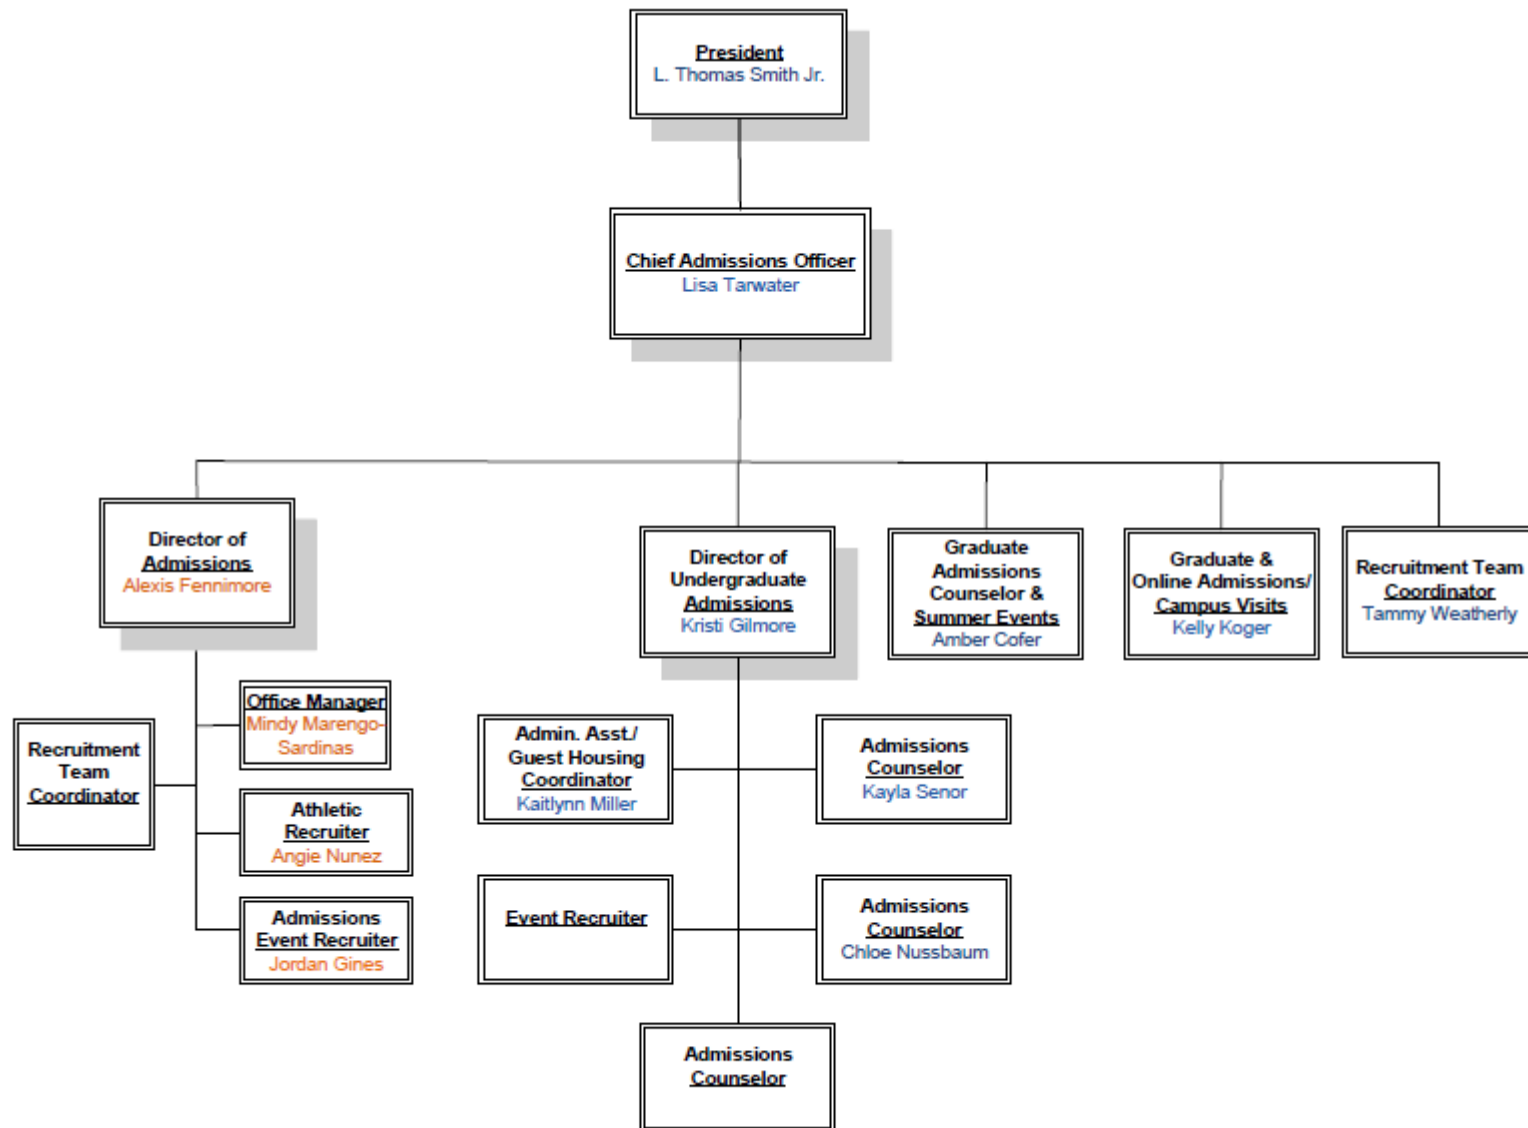 President
L. Thomas Smith Jr.
Chief Admissions Officer
Lisa Tarwater
Director of
Admissions
Alexis Fennimore
Director of
Undergraduate
Admissions
Kristi Gilmore
Graduate
Admissions
Counselor &
Summer Events
Amber Cofer
Graduate &
Online Admissions/
Campus Visits
Kelly Koger
Recruitment Team
Coordinator
Tammy Weatherly
Recruitment
Team
Coordinator
Office Manager
Mindy Marengo-
Sardinas
Athletic
Recruiter
Angie Nunez
Admissions
Event Recruiter
Jordan Gines
Admin. Asst./
Guest Housing
Coordinator
Kaitlynn Miller
Admissions
Counselor
Kayla Senor
Event Recruiter
Admissions
Counselor
Chloe Nussbaum
Admissions
Counselor